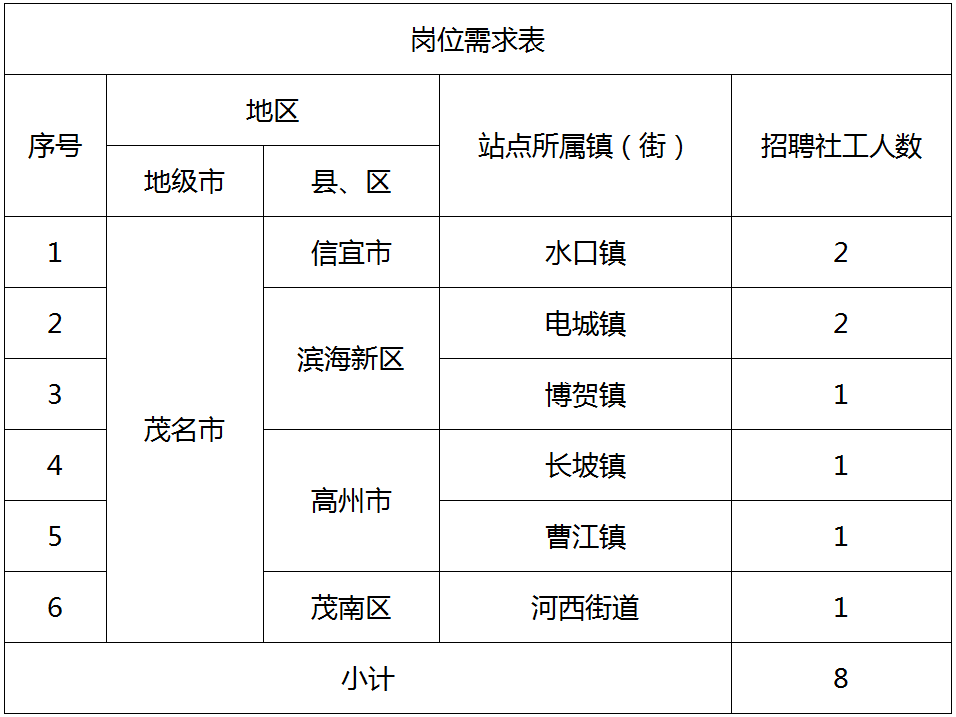 岗位需求表
序号 地区 站点所属镇（街） 招聘社工人数
地级市 县、区
1 茂名市 信宜市 水口镇 2
2 滨海新区 电城镇 2
3 博贺镇 1
4 高州市 长坡镇 1
5 曹江镇 1
6 茂南区 河西街道 1
小计 8